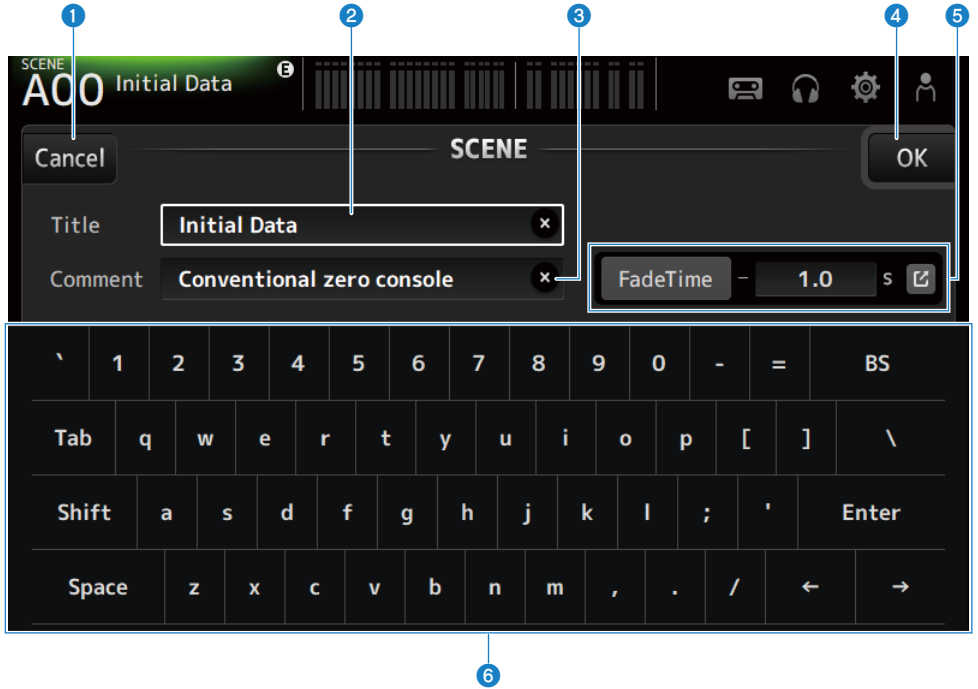 1 2 3 4 5
SCENE
A00 Initial Data E
Cancel SCENE OK
Title Initial Data ×
Comment Conventional zero console × FadeTime – 1.0 s
` 1 2 3 4 5 6 7 8 9 0 - = BS
Tab q w e r t y u i o p [ ] \
Shift a s d f g h j k l ; ' Enter
Space z x c v b n m , . / ← →
6